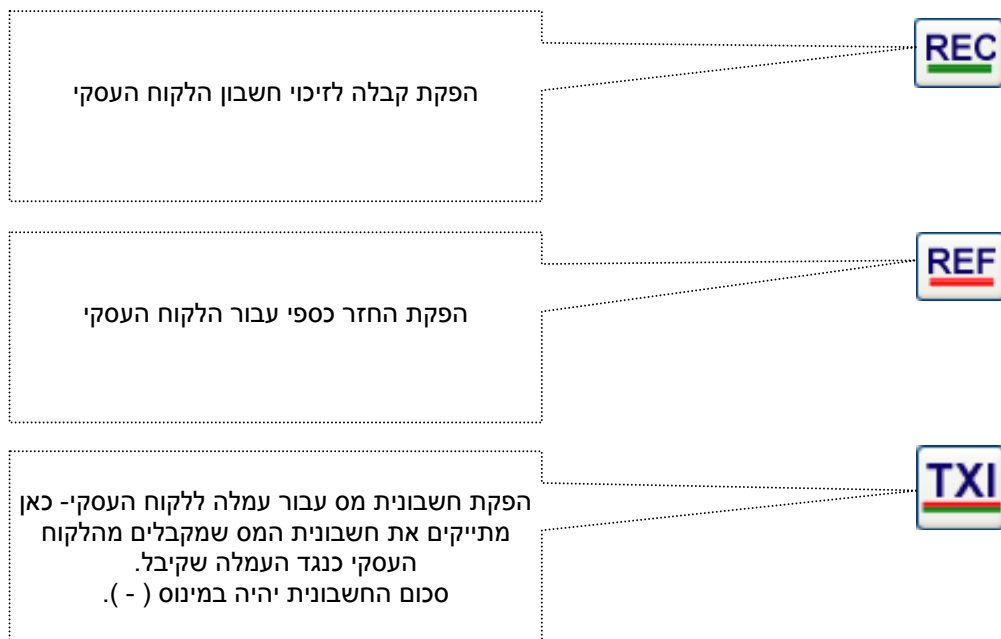 REC
הפקת קבלה לזיכוי חשבון הלקוח העסקי
REF
הפקת החזר כספי עבור הלקוח העסקי
TXI
הפקת חשבונית מס עבור עמלה ללקוח העסקי- כאן
מתייקים את חשבונית המס שמקבלים מהלקוח
העסקי כנגד העמלה שקיבל.
סכום החשבונית יהיה במינוס ( - ).